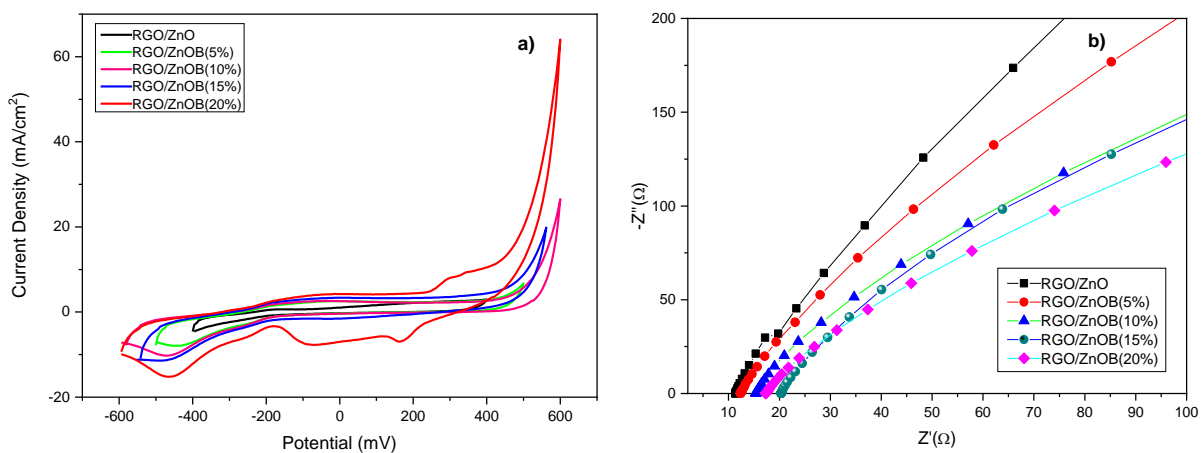 a)
RGO/ZnO
RGO/ZnOB(5%)
RGO/ZnOB(10%)
RGO/ZnOB(15%)
RGO/ZnOB(20%)
60
40
20
0
-20
Current Density (mA/cm²)
-600 -400 -200 0 200 400 600
Potential (mV)
b)
-200
-150
-100
-50
0
-Z''(Ω)
RGO/ZnO
RGO/ZnOB(5%)
RGO/ZnOB(10%)
RGO/ZnOB(15%)
RGO/ZnOB(20%)
10 20 30 40 50 60 70 80 90 100
Z'(Ω)